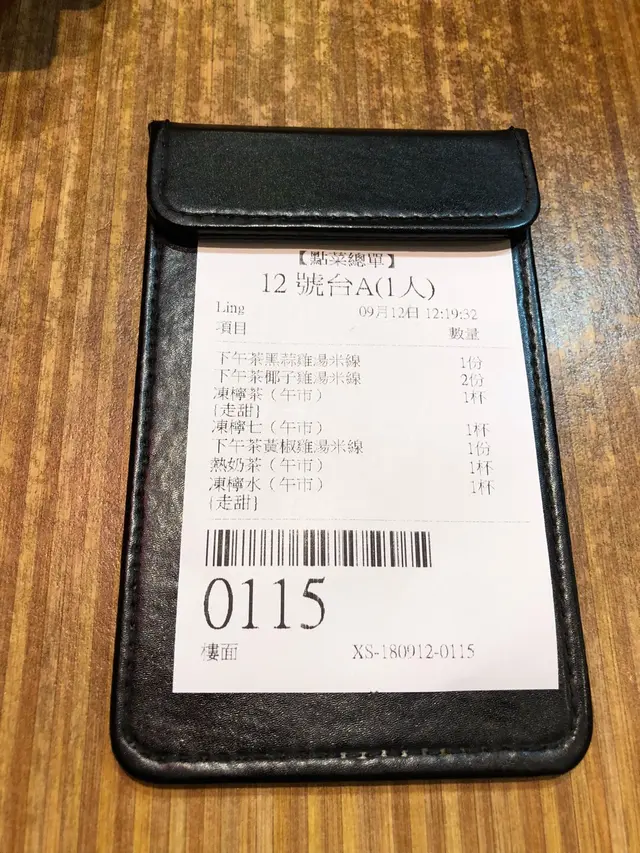 【點菜總單】
12 號台A(1人)
Ling 09月12日 12:19:32
項目 數量
下午茶黑蒜雞湯米線 1份
下午茶椰子雞湯米線 2份
凍檸茶（午市） 1杯
{走甜}
凍檸七（午市） 1杯
下午茶黃椒雞湯米線 1份
熱奶茶（午市） 1杯
凍檸水（午市） 1杯
{走甜}
0115
樓面 XS-180912-0115